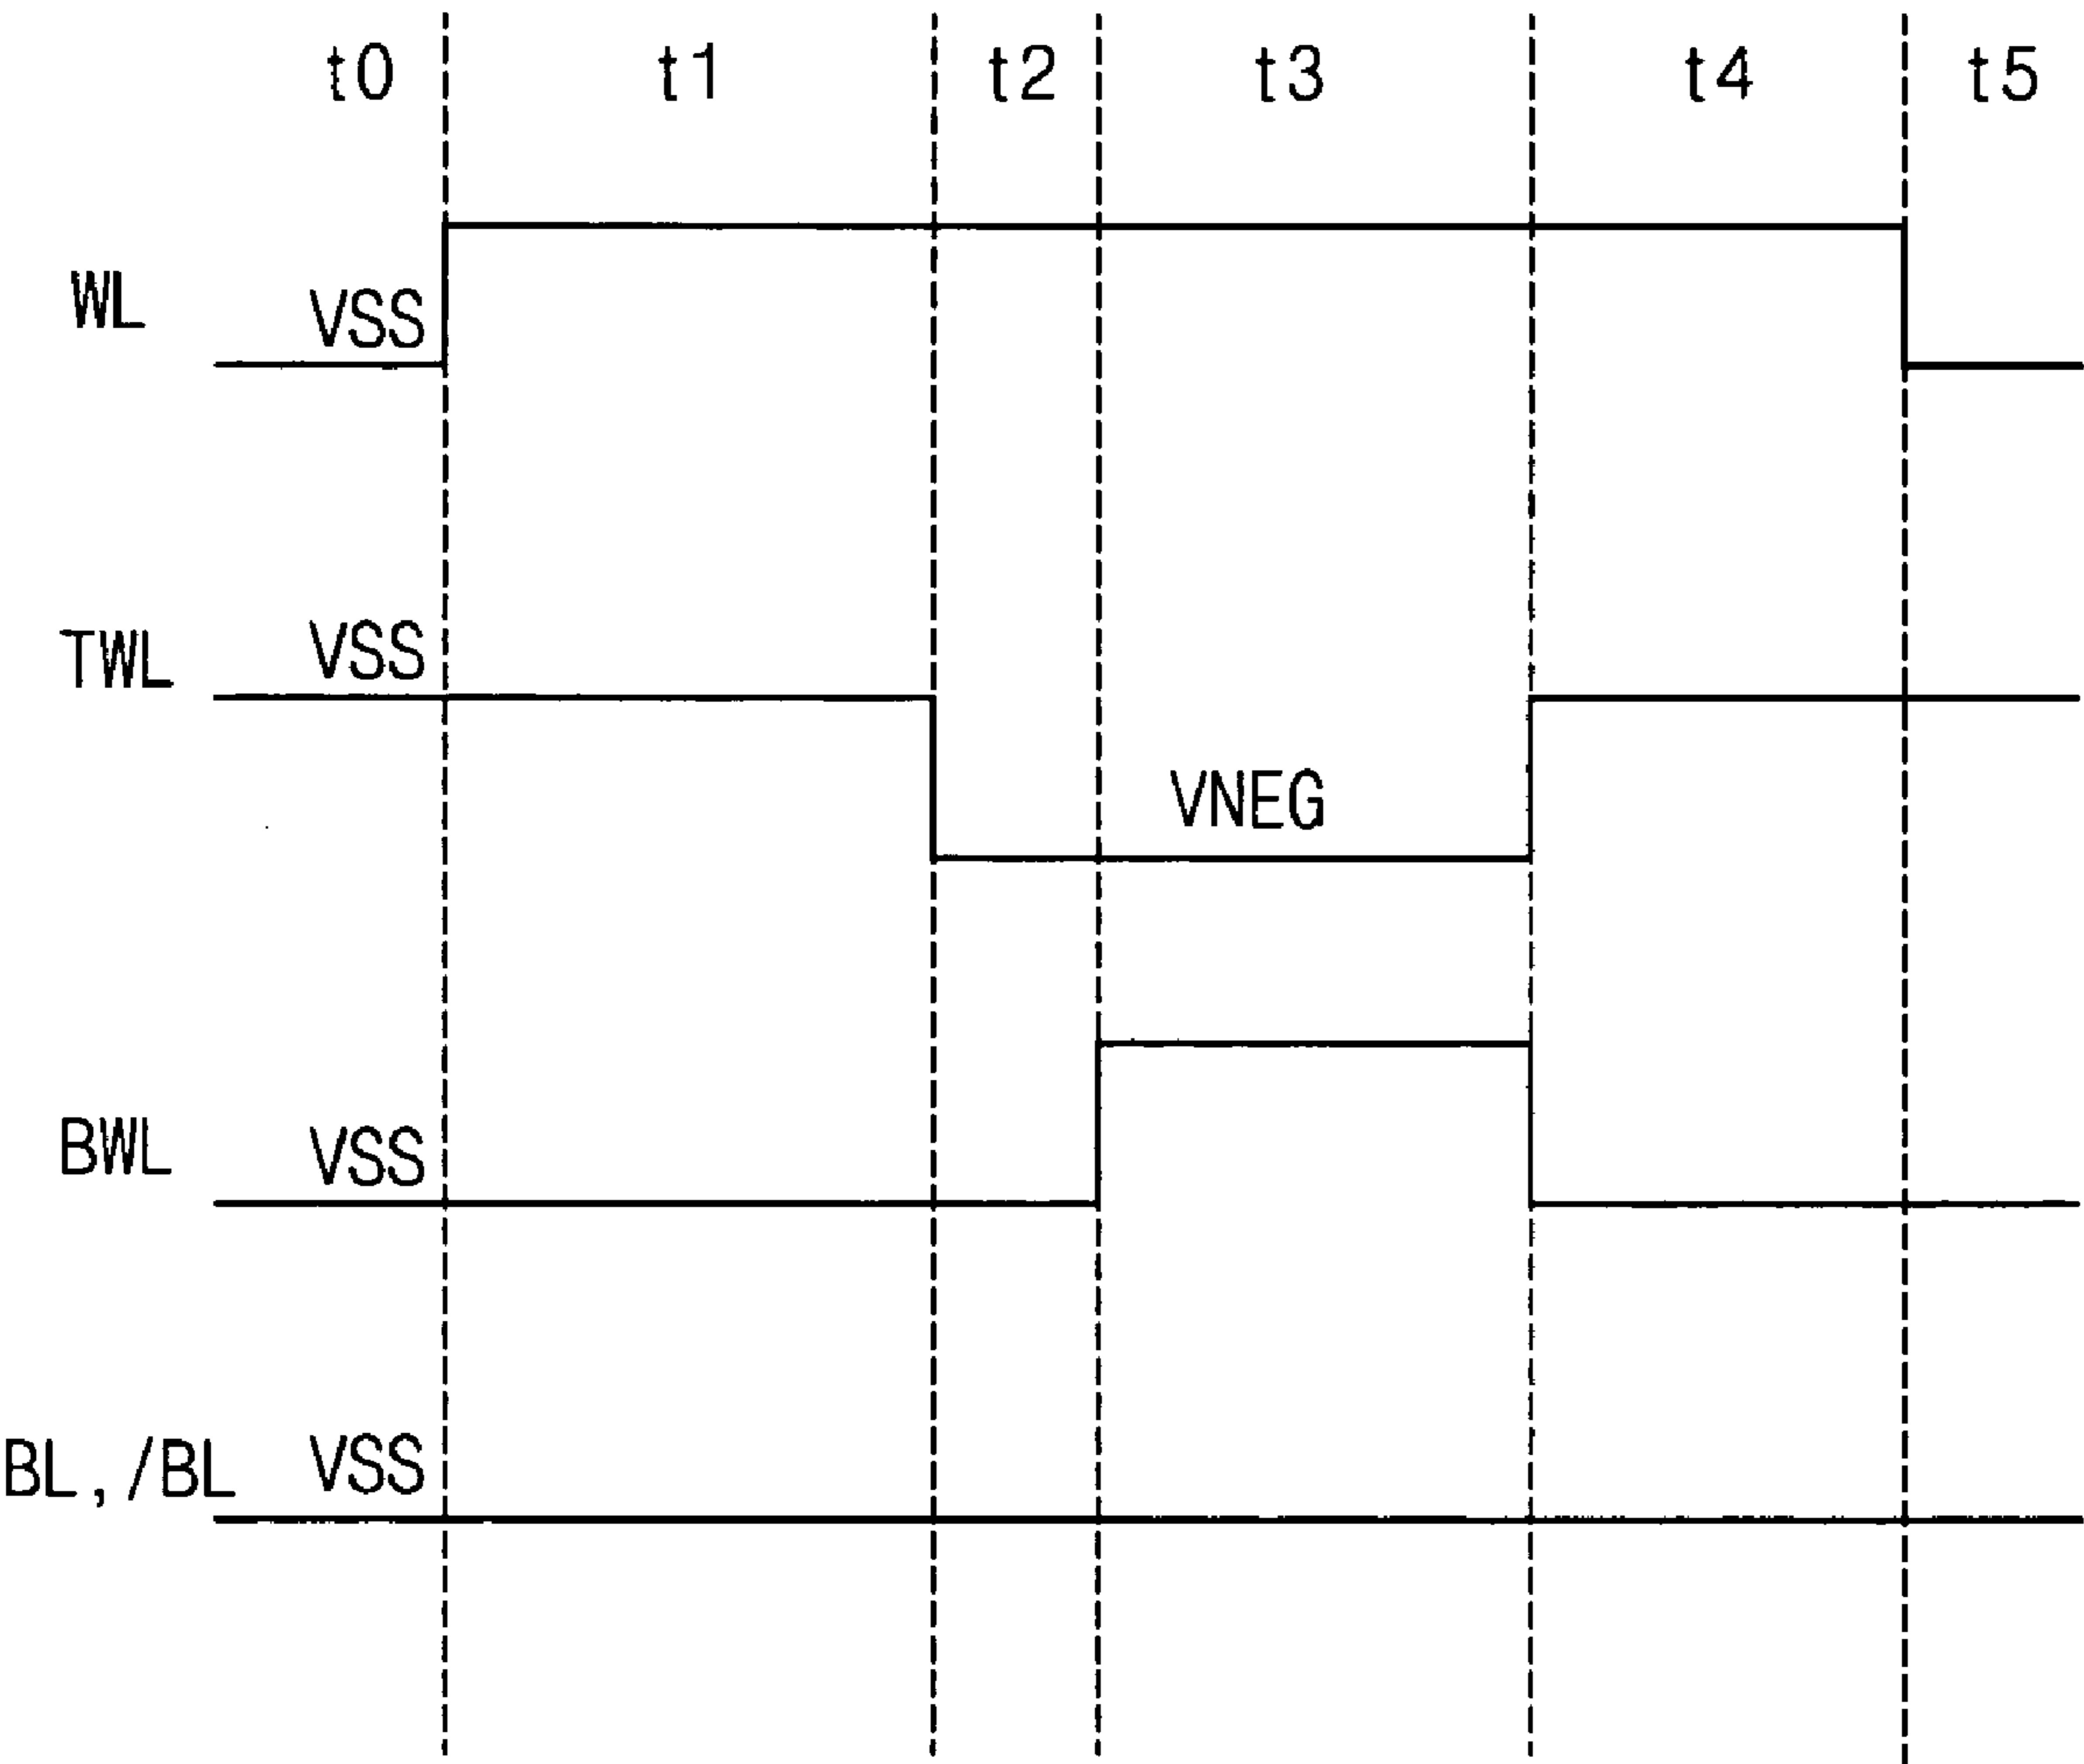 t0 t1 t2 t3 t4 t5
WL VSS
TWL VSS
VNEG
BWL VSS
BL,/BL VSS